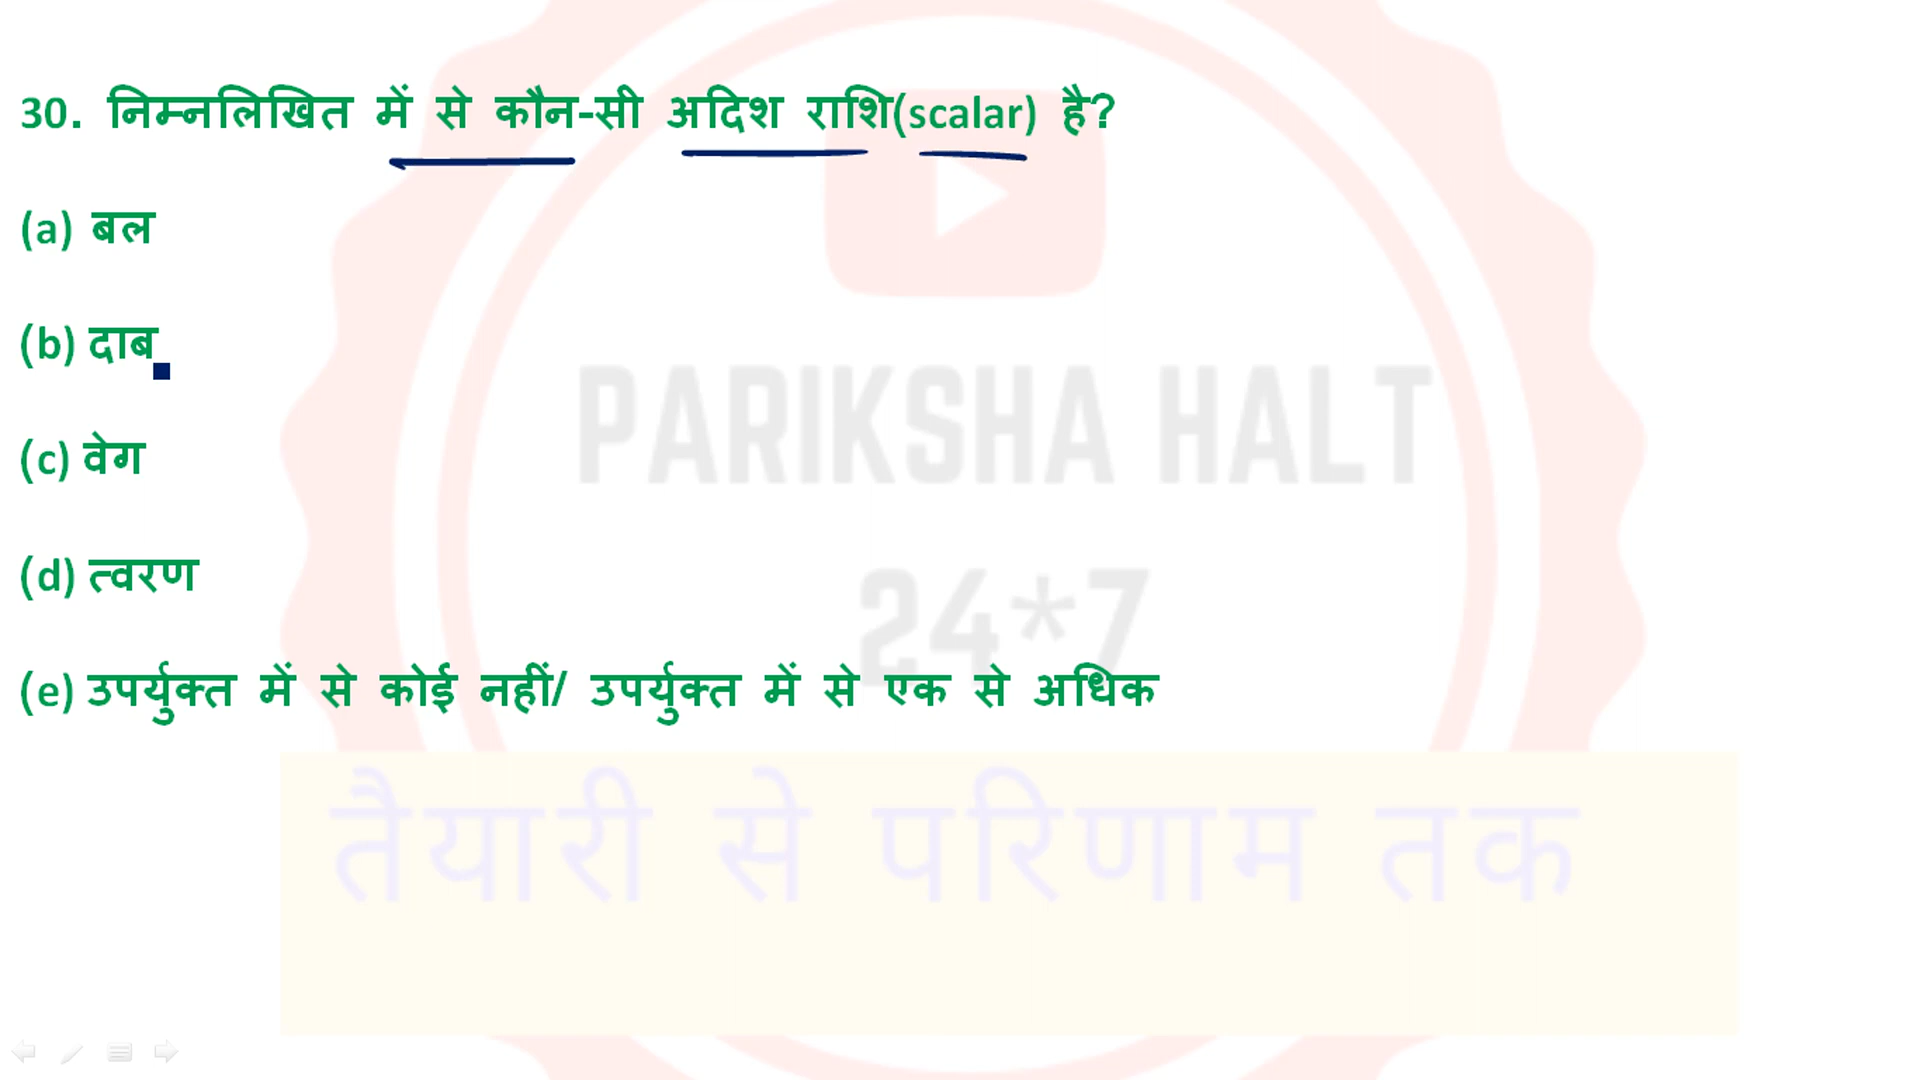 30. निम्नलिखित में से कौन-सी अदिश राशि(scalar) है?
(a) बल
(b) दाब
(c) वेग
(d) त्वरण
(e) उपर्युक्त में से कोई नहीं/ उपर्युक्त में से एक से अधिक
PARIKSHA HALT
24*7
तैयारी से परिणाम तक